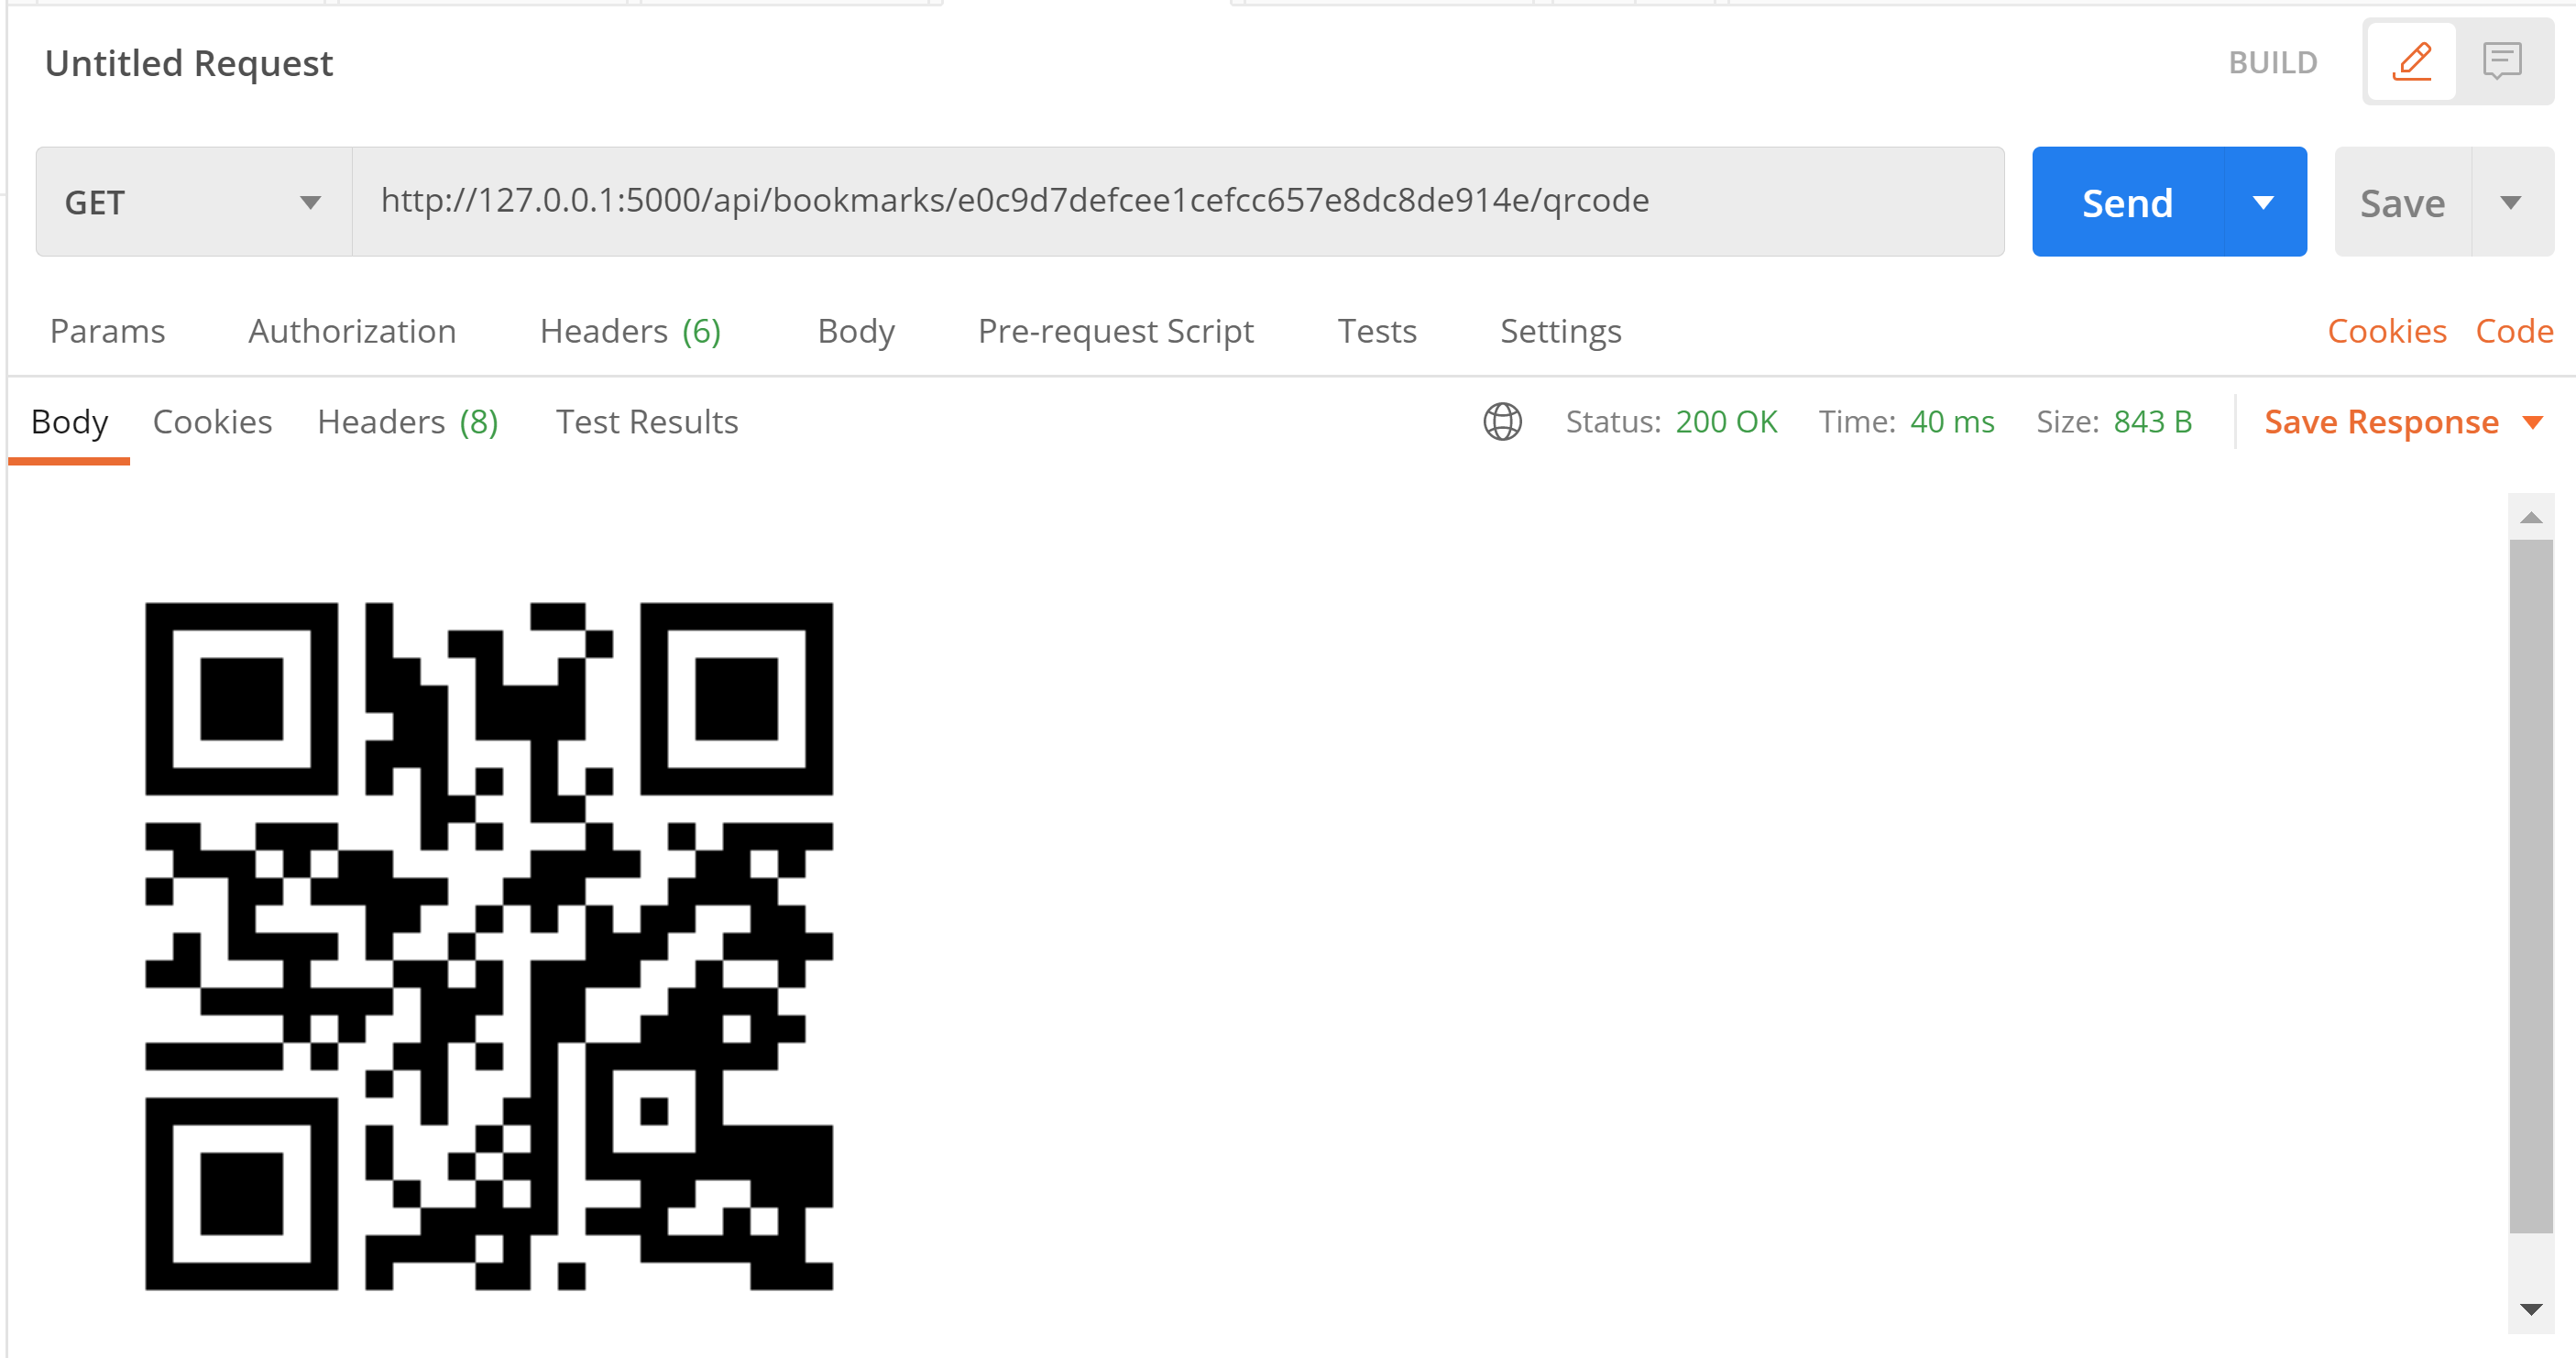 Untitled Request BUILD
GET http://127.0.0.1:5000/api/bookmarks/e0c9d7defcee1cefcc657e8dc8de914e/qrcode Send Save
Params Authorization Headers (6) Body Pre-request Script Tests Settings Cookies Code
Body Cookies Headers (8) Test Results Status: 200 OK Time: 40 ms Size: 843 B Save Response